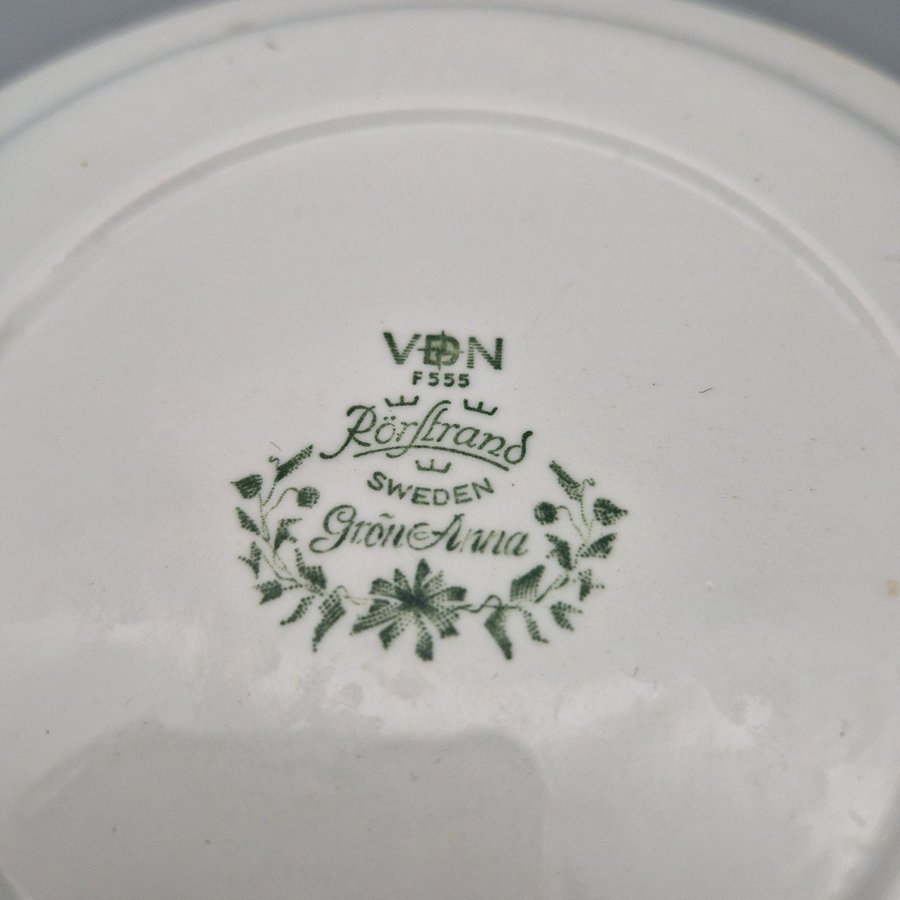 VDN
F555
Rörstrand
SWEDEN
Grön Anna